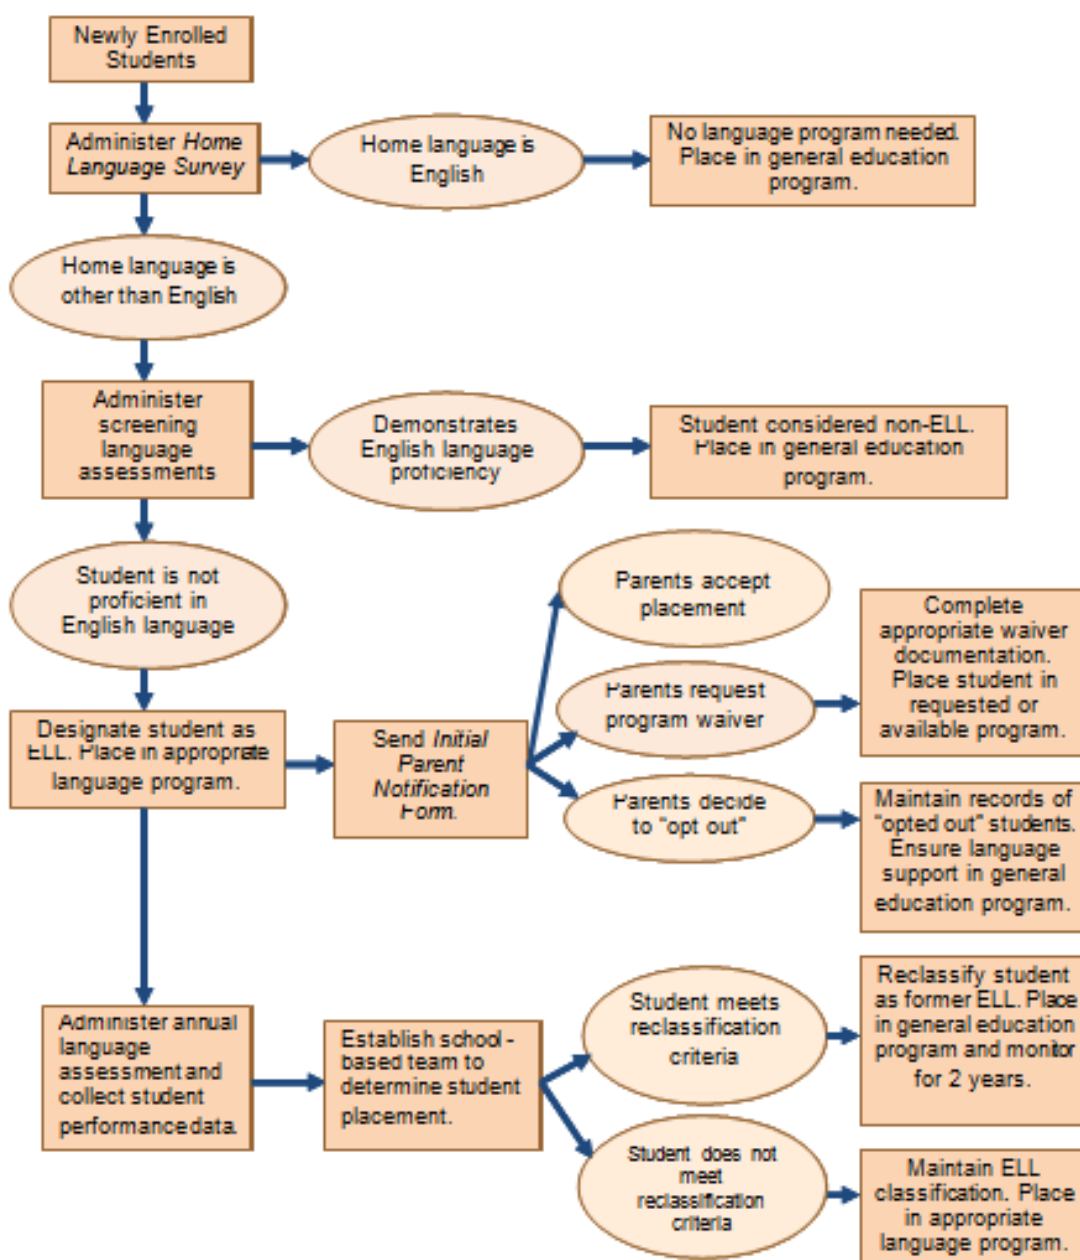 Newly Enrolled
Students
Administer Home
Language Survey
Home language is
English
No language program needed.
Place in general education
program.
Home language is
other than English
Administer
screening
language
assessments
Demonstrates
English language
proficiency
Student considered non-ELL.
Place in general education
program.
Student is not
proficient in
English language
Designate student as
ELL. Place in appropriate
language program.
Send Initial
Parent
Notification
Form.
Parents accept
placement
Parents request
program waiver
Complete
appropriate waiver
documentation.
Place student in
requested or
available program.
Parents decide
to “opt out”
Maintain records of
“opted out” students.
Ensure language
support in general
education program.
Administer annual
language
assessment and
collect student
performance data.
Establish school-
based team to
determine student
placement.
Student meets
reclassification
criteria
Reclassify student
as former ELL. Place
in general education
program and monitor
for 2 years.
Student does not
meet
reclassification
criteria
Maintain ELL
classification. Place
in appropriate
language program.